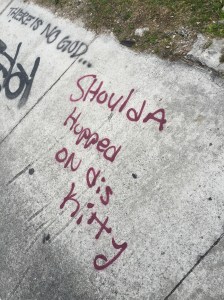 THERE IS NO GOD...
SHouldA
Hopped
ON dis
Kitty